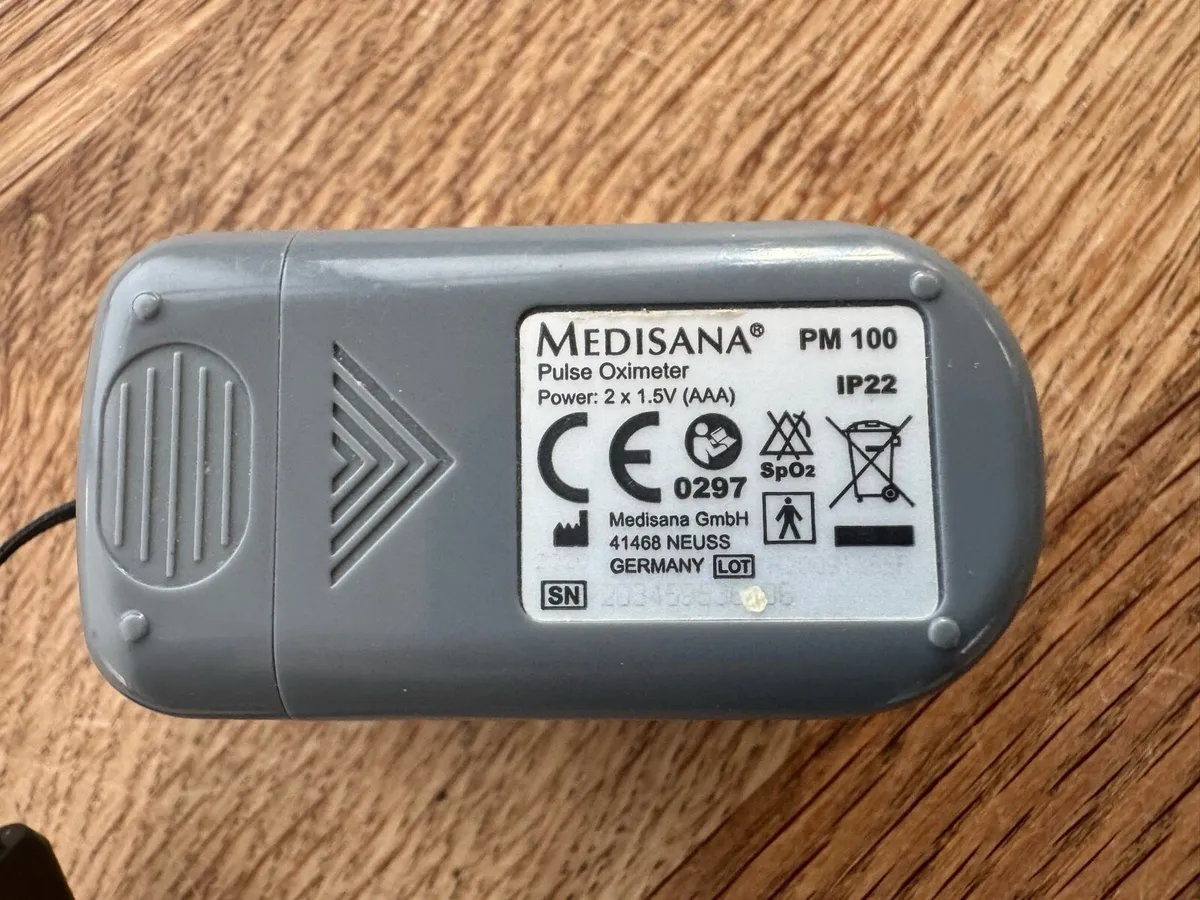 MEDISANA® PM 100
Pulse Oximeter
Power: 2 x 1.5V (AAA)
IP22
CE 0297
SpO2
Medisana GmbH
41468 NEUSS
GERMANY LOT
SN